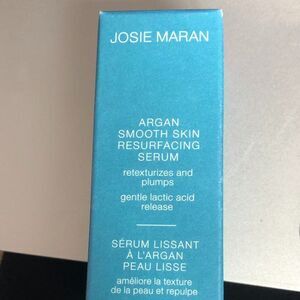 JOSIE MARAN
ARGAN
SMOOTH SKIN
RESURFACING
SERUM
retexturizes and
plumps
gentle lactic acid
release
SÉRUM LISSANT
À L'ARGAN
PEAU LISSE
améliore la texture
de la peau et repulpe